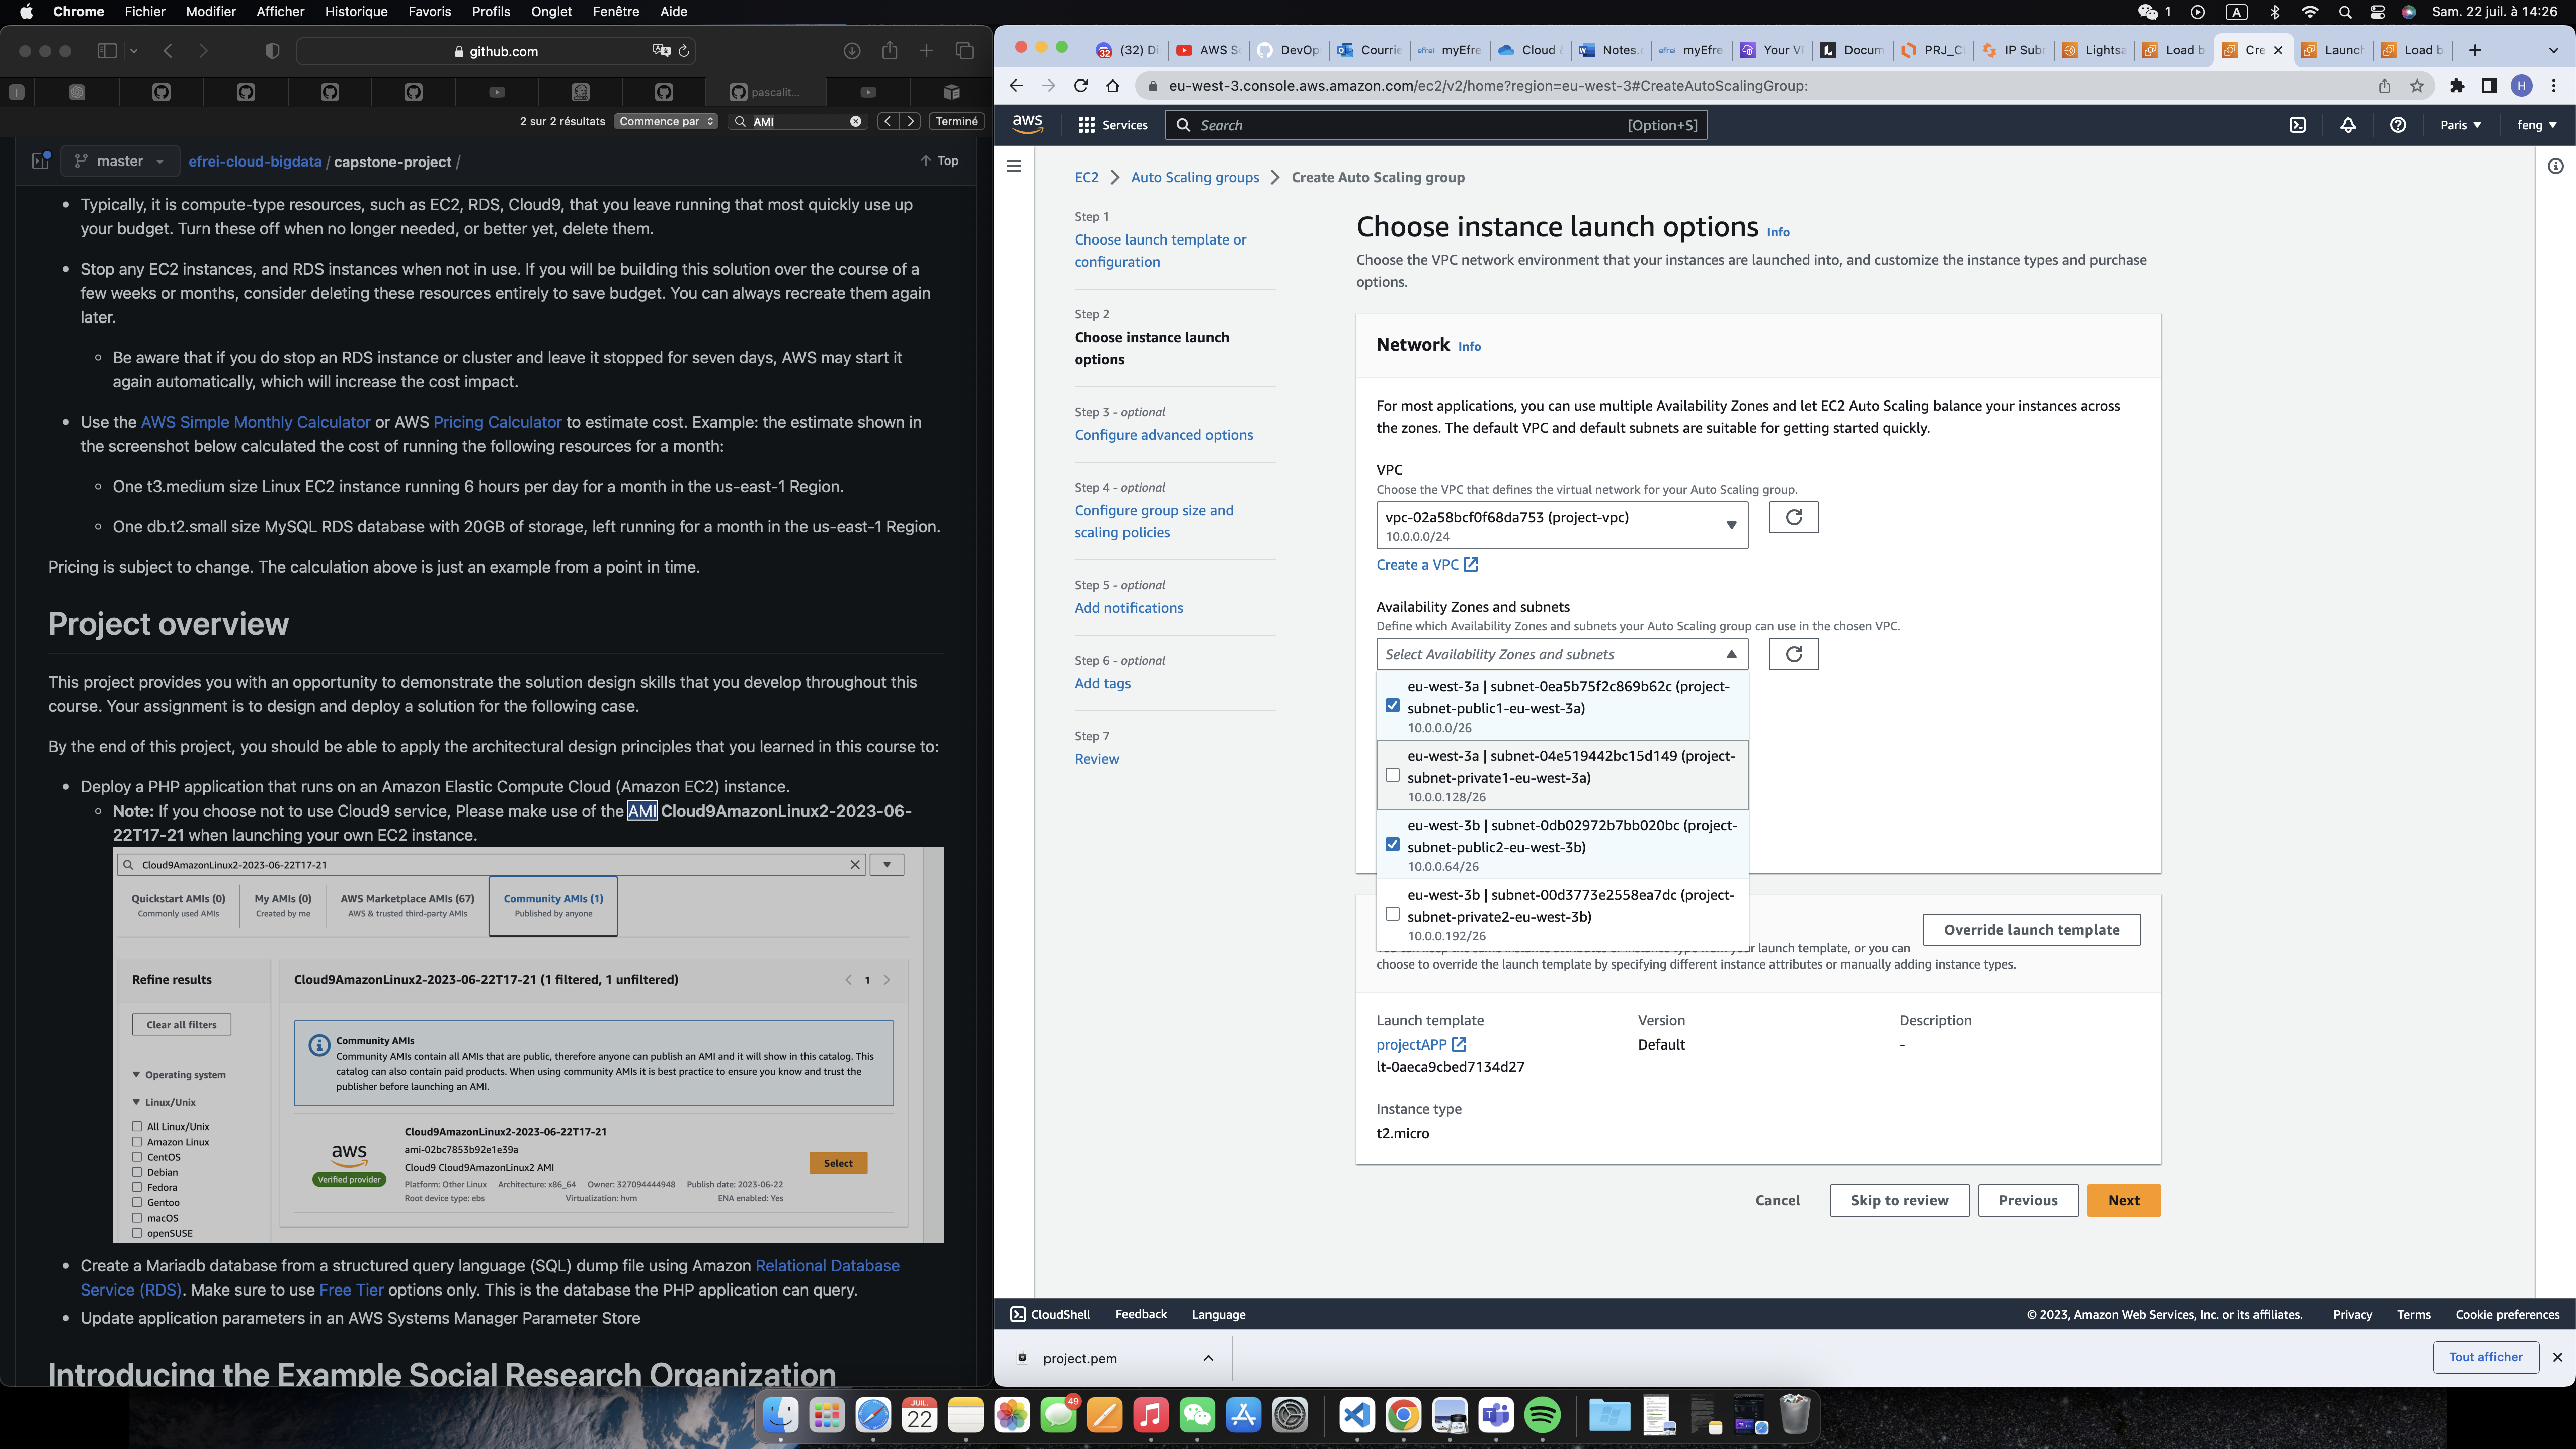 Chrome Fichier Modifier Afficher Historique Favoris Profils Onglet Fenêtre Aide
1 A Sam. 22 juil. à 14:26
github.com
pascalit...
2 sur 2 résultats Commence par AMI Terminé
master efrei-cloud-bigdata / capstone-project / Top
Typically, it is compute-type resources, such as EC2, RDS, Cloud9, that you leave running that most quickly use up
your budget. Turn these off when no longer needed, or better yet, delete them.
Stop any EC2 instances, and RDS instances when not in use. If you will be building this solution over the course of a
few weeks or months, consider deleting these resources entirely to save budget. You can always recreate them again
later.
Be aware that if you do stop an RDS instance or cluster and leave it stopped for seven days, AWS may start it
again automatically, which will increase the cost impact.
Use the AWS Simple Monthly Calculator or AWS Pricing Calculator to estimate cost. Example: the estimate shown in
the screenshot below calculated the cost of running the following resources for a month:
One t3.medium size Linux EC2 instance running 6 hours per day for a month in the us-east-1 Region.
One db.t2.small size MySQL RDS database with 20GB of storage, left running for a month in the us-east-1 Region.
Pricing is subject to change. The calculation above is just an example from a point in time.
Project overview
This project provides you with an opportunity to demonstrate the solution design skills that you develop throughout this
course. Your assignment is to design and deploy a solution for the following case.
By the end of this project, you should be able to apply the architectural design principles that you learned in this course to:
Deploy a PHP application that runs on an Amazon Elastic Compute Cloud (Amazon EC2) instance.
Note: If you choose not to use Cloud9 service, Please make use of the AMI Cloud9AmazonLinux2-2023-06-
22T17-21 when launching your own EC2 instance.
Cloud9AmazonLinux2-2023-06-22T17-21
Quickstart AMIs (0) My AMIs (0) AWS Marketplace AMIs (67) Community AMIs (1)
Commonly used AMIs Created by me AWS & trusted third-party AMIs Published by anyone
Refine results
Clear all filters
Operating system
Linux/Unix
All Linux/Unix
Amazon Linux
CentOS
Debian
Fedora
Gentoo
macOS
openSUSE
Cloud9AmazonLinux2-2023-06-22T17-21 (1 filtered, 1 unfiltered) 1
Community AMIs
Community AMIs contain all AMIs that are public, therefore anyone can publish an AMI and it will show in this catalog. This
catalog can also contain paid products. When using community AMIs it is best practice to ensure you know and trust the
publisher before launching an AMI.
aws
Verified provider
Cloud9AmazonLinux2-2023-06-22T17-21
ami-02bc7853b92e1e39a
Cloud9 Cloud9AmazonLinux2 AMI
Platform: Other Linux Architecture: x86_64 Owner: 327094444948 Publish date: 2023-06-22
Root device type: ebs Virtualization: hvm ENA enabled: Yes
Select
Create a Mariadb database from a structured query language (SQL) dump file using Amazon Relational Database
Service (RDS). Make sure to use Free Tier options only. This is the database the PHP application can query.
Update application parameters in an AWS Systems Manager Parameter Store
Introducing the Example Social Research Organization
(32) Di AWS S DevOp Courrie myEfre Cloud Notes. myEfre Your VI Docum PRJ_C IP Subr Lights Load b Cre Launch Load b
eu-west-3.console.aws.amazon.com/ec2/v2/home?region=eu-west-3#CreateAutoScalingGroup:
H
aws Services Search [Option+S] Paris feng
EC2 Auto Scaling groups Create Auto Scaling group
Step 1
Choose launch template or
configuration
Step 2
Choose instance launch
options
Step 3 - optional
Configure advanced options
Step 4 - optional
Configure group size and
scaling policies
Step 5 - optional
Add notifications
Step 6 - optional
Add tags
Step 7
Review
Choose instance launch options Info
Choose the VPC network environment that your instances are launched into, and customize the instance types and purchase
options.
Network Info
For most applications, you can use multiple Availability Zones and let EC2 Auto Scaling balance your instances across
the zones. The default VPC and default subnets are suitable for getting started quickly.
VPC
Choose the VPC that defines the virtual network for your Auto Scaling group.
vpc-02a58bcf0f68da753 (project-vpc)
10.0.0.0/24
Create a VPC
Availability Zones and subnets
Define which Availability Zones and subnets your Auto Scaling group can use in the chosen VPC.
Select Availability Zones and subnets
eu-west-3a | subnet-0ea5b75f2c869b62c (project-
subnet-public1-eu-west-3a)
10.0.0.0/26
eu-west-3a | subnet-04e519442bc15d149 (project-
subnet-private1-eu-west-3a)
10.0.0.128/26
eu-west-3b | subnet-0db02972b7bb020bc (project-
subnet-public2-eu-west-3b)
10.0.0.64/26
eu-west-3b | subnet-00d3773e2558ea7dc (project-
subnet-private2-eu-west-3b)
10.0.0.192/26
Override launch template
launch template, or you can
choose to override the launch template by specifying different instance attributes or manually adding instance types.
Launch template Version Description
projectAPP Default -
lt-0aeca9cbed7134d27
Instance type
t2.micro
Cancel Skip to review Previous Next
CloudShell Feedback Language © 2023, Amazon Web Services, Inc. or its affiliates. Privacy Terms Cookie preferences
project.pem Tout afficher
JUIL. 22 49